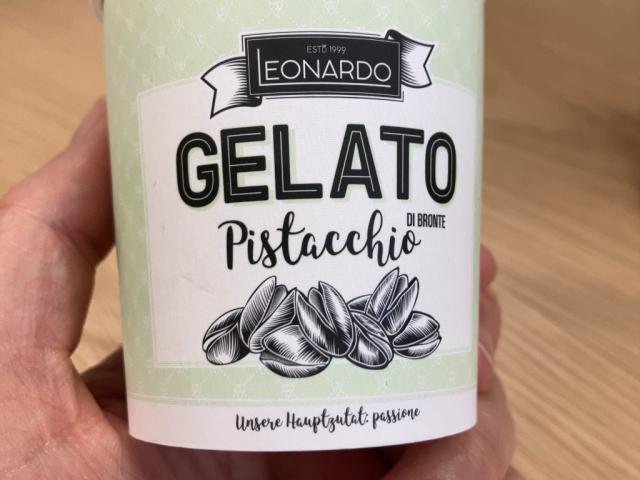 ESTD 1999
LEONARDO
GELATO
DI BRONTE
Pistacchio
Unsere Hauptzutat: passione